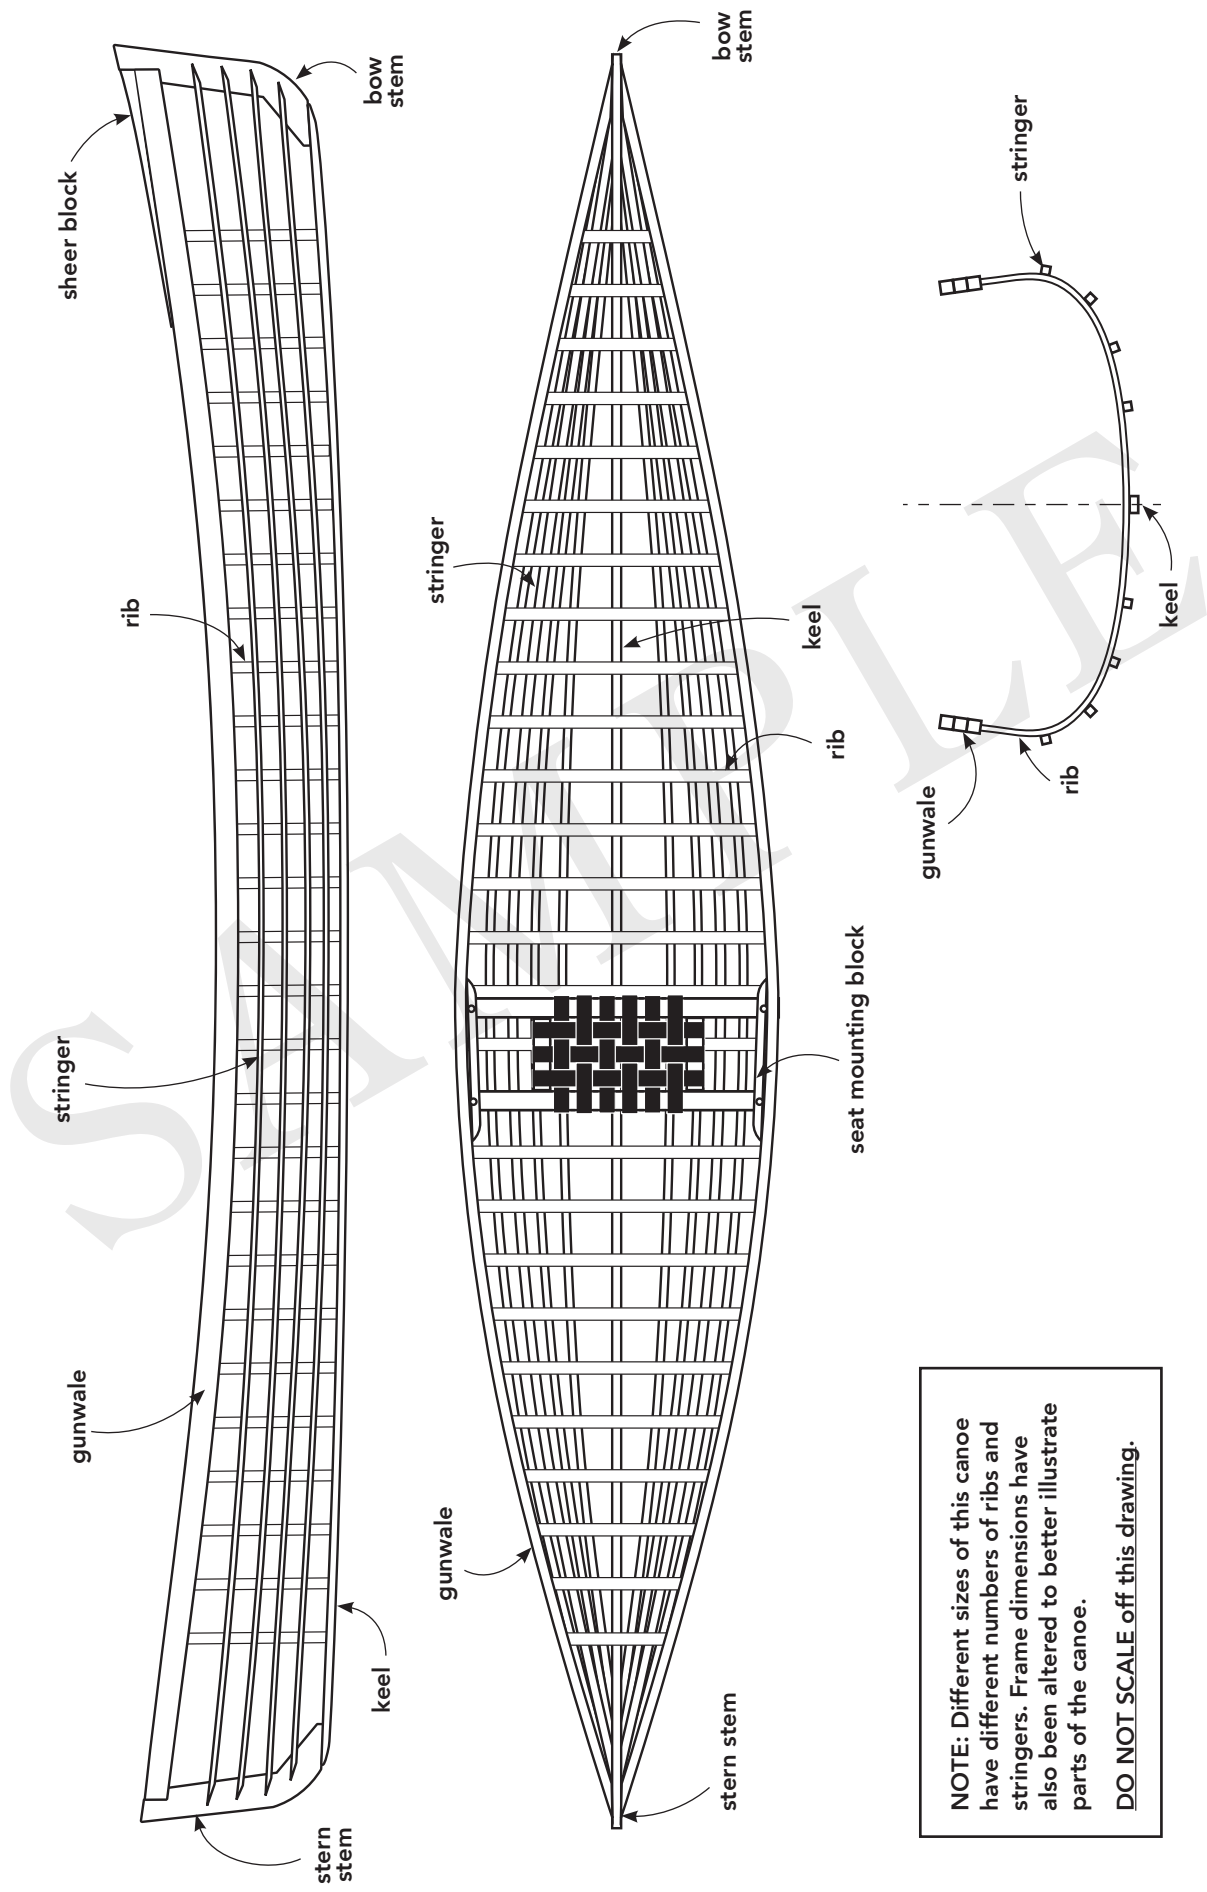 sheer block
bow
stem
rib
stringer
gunwale
keel
stern
stem
bow
stem
stringer
keel
rib
seat mounting block
gunwale
stern stem
stringer
keel
rib
gunwale
SAMPLE
NOTE: Different sizes of this canoe
have different numbers of ribs and
stringers. Frame dimensions have
also been altered to better illustrate
parts of the canoe.
DO NOT SCALE off this drawing.